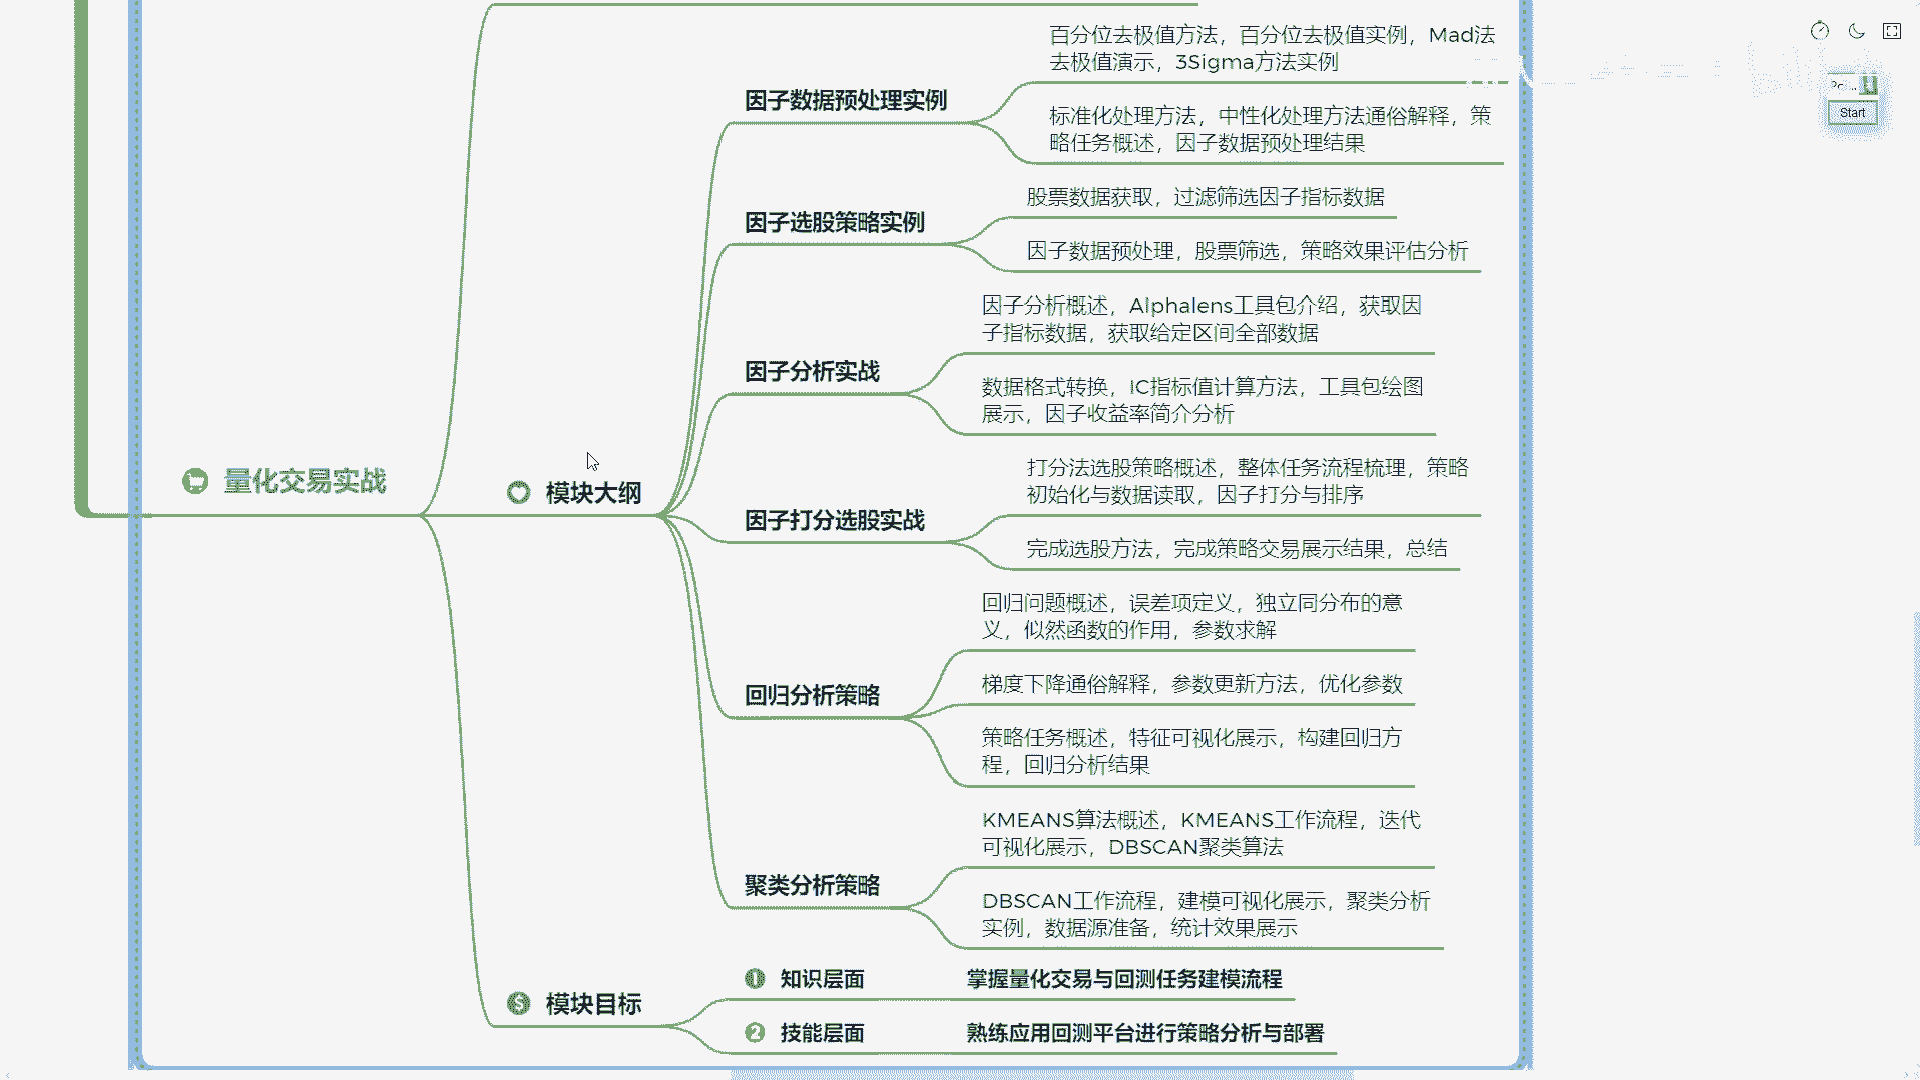 百分位去极值方法，百分位去极值实例，Mad法
去极值演示，3Sigma方法实例
因子数据预处理实例
标准化处理方法，中性化处理方法通俗解释，策
略任务概述，因子数据预处理结果
股票数据获取，过滤筛选因子指标数据
因子选股策略实例
因子数据预处理，股票筛选，策略效果评估分析
因子分析概述，Alphalens工具包介绍，获取因
子指标数据，获取给定区间全部数据
因子分析实战
数据格式转换，IC指标值计算方法，工具包绘图
展示，因子收益率简介分析
量化交易实战
模块大纲
打分法选股策略概述，整体任务流程梳理，策略
初始化与数据读取，因子打分与排序
因子打分选股实战
完成选股方法，完成策略交易展示结果，总结
回归问题概述，误差项定义，独立同分布的意
义，似然函数的作用，参数求解
回归分析策略
梯度下降通俗解释，参数更新方法，优化参数
策略任务概述，特征可视化展示，构建回归方
程，回归分析结果
KMEANS算法概述，KMEANS工作流程，迭代
可视化展示，DBSCAN聚类算法
聚类分析策略
DBSCAN工作流程，建模可视化展示，聚类分析
实例，数据源准备，统计效果展示
模块目标
1 知识层面 掌握量化交易与回测任务建模流程
2 技能层面 熟练应用回测平台进行策略分析与部署
Start